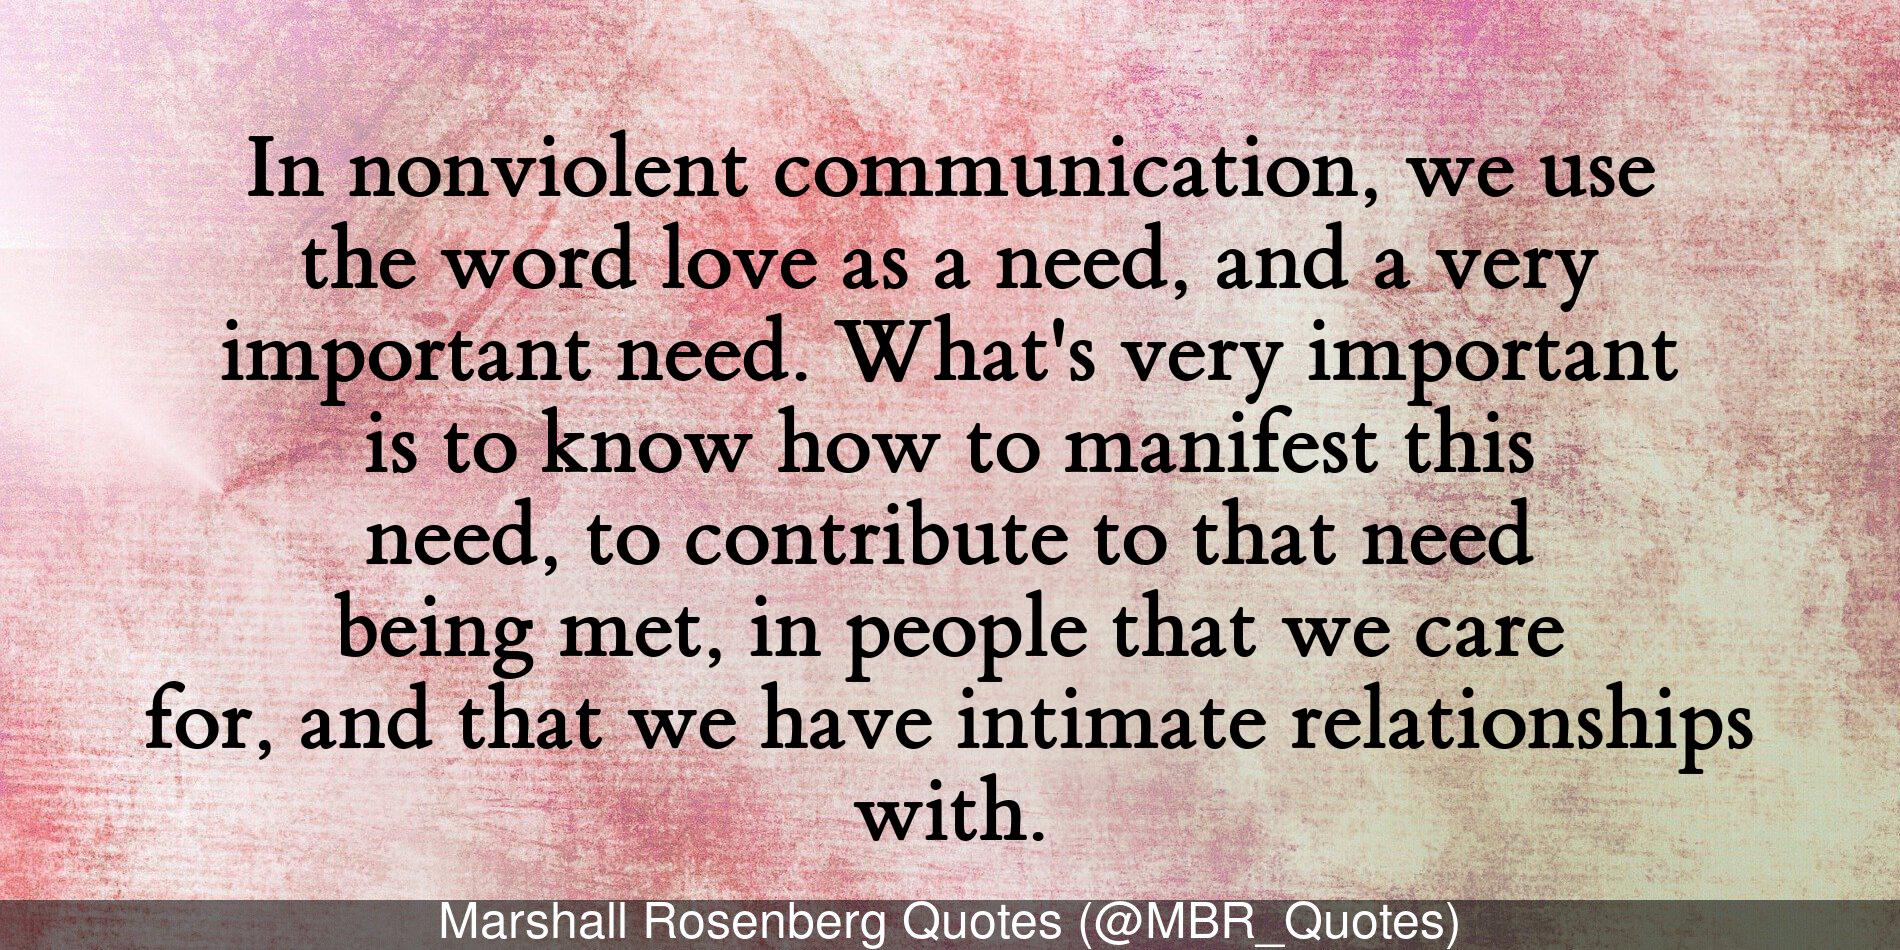 In nonviolent communication, we use
the word love as a need, and a very
important need. What's very important
is to know how to manifest this
need, to contribute to that need
being met, in people that we care
for, and that we have intimate relationships
with.
Marshall Rosenberg Quotes (@MBR_Quotes)